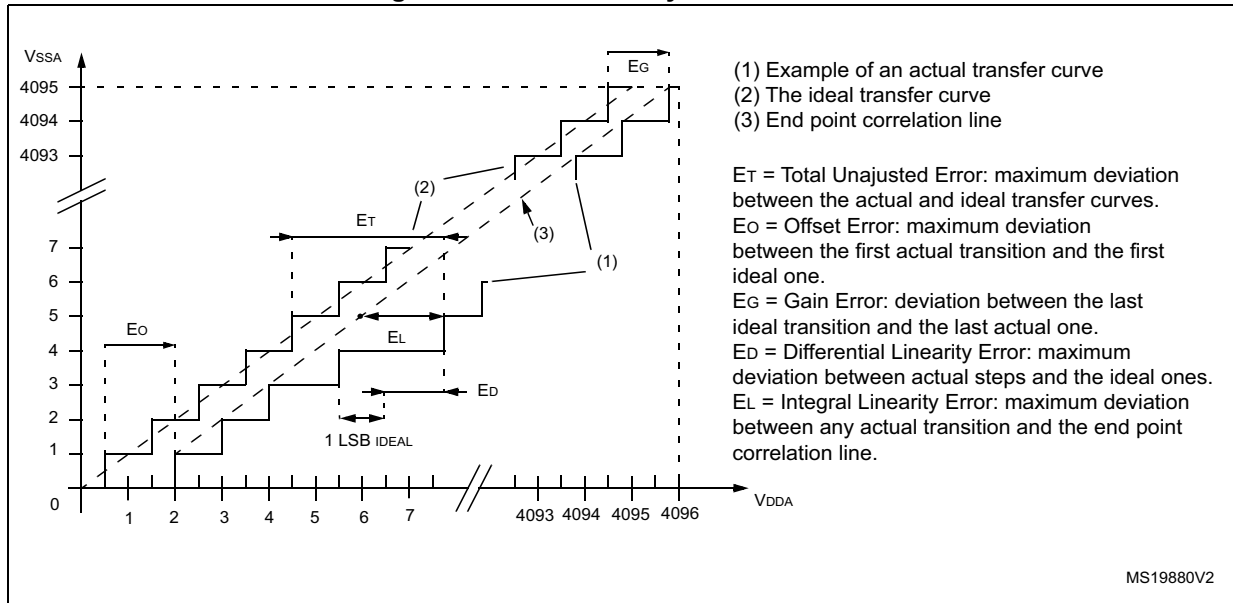 VSSA
EG
4095
4094
4093
(2)
ET
(3)
7
(1)
6
5
EO
EL
4
3
ED
2
1 LSB IDEAL
1
0
1 2 3 4 5 6 7 4093 4094 4095 4096
VDDA
(1) Example of an actual transfer curve
(2) The ideal transfer curve
(3) End point correlation line
ET = Total Unajusted Error: maximum deviation
between the actual and ideal transfer curves.
EO = Offset Error: maximum deviation
between the first actual transition and the first
ideal one.
EG = Gain Error: deviation between the last
ideal transition and the last actual one.
ED = Differential Linearity Error: maximum
deviation between actual steps and the ideal ones.
EL = Integral Linearity Error: maximum deviation
between any actual transition and the end point
correlation line.
MS19880V2